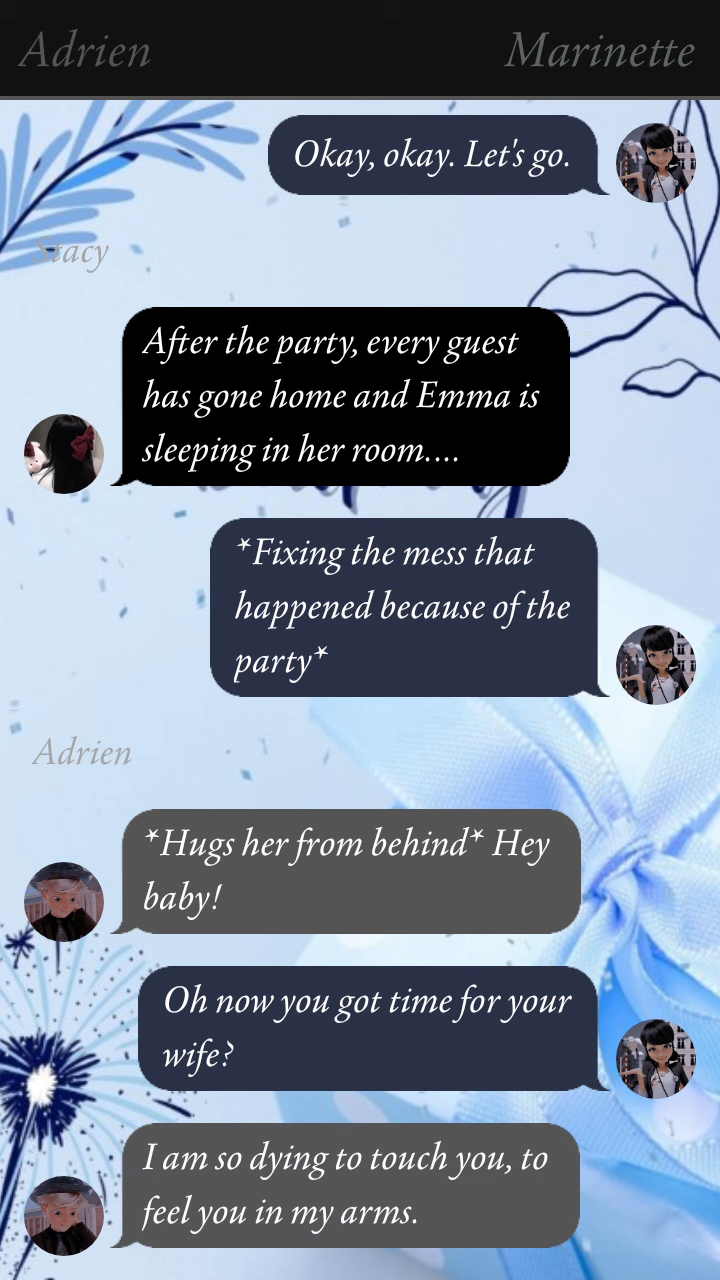 Adrien
Marinette
Okay, okay. Let's go.
Stacy
After the party, every guest
has gone home and Emma is
sleeping in her room....
*Fixing the mess that
happened because of the
party*
Adrien
*Hugs her from behind* Hey
baby!
Oh now you got time for your
wife?
I am so dying to touch you, to
feel you in my arms.